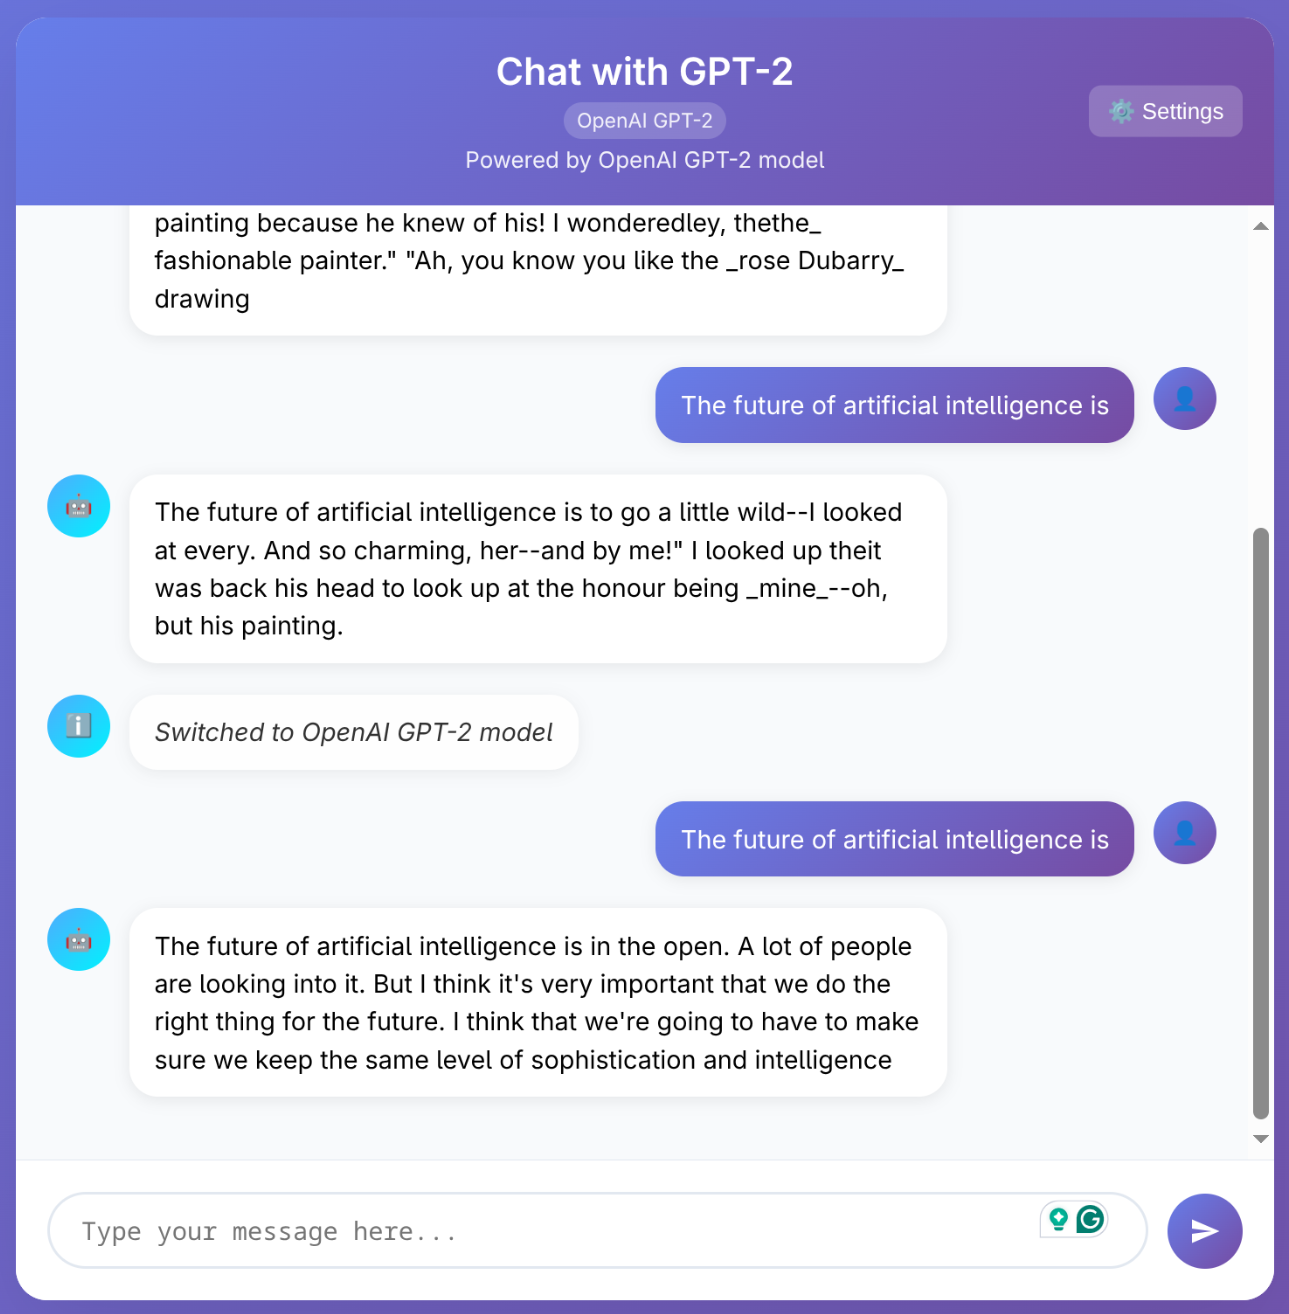 Chat with GPT-2
OpenAI GPT-2
Powered by OpenAI GPT-2 model
⚙️ Settings
painting because he knew of his! I wonderedley, thethe_
fashionable painter." "Ah, you know you like the _rose Dubarry_
drawing
The future of artificial intelligence is
The future of artificial intelligence is to go a little wild--I looked
at every. And so charming, her--and by me!" I looked up theit
was back his head to look up at the honour being _mine_--oh,
but his painting.
Switched to OpenAI GPT-2 model
The future of artificial intelligence is
The future of artificial intelligence is in the open. A lot of people
are looking into it. But I think it's very important that we do the
right thing for the future. I think that we're going to have to make
sure we keep the same level of sophistication and intelligence
Type your message here...